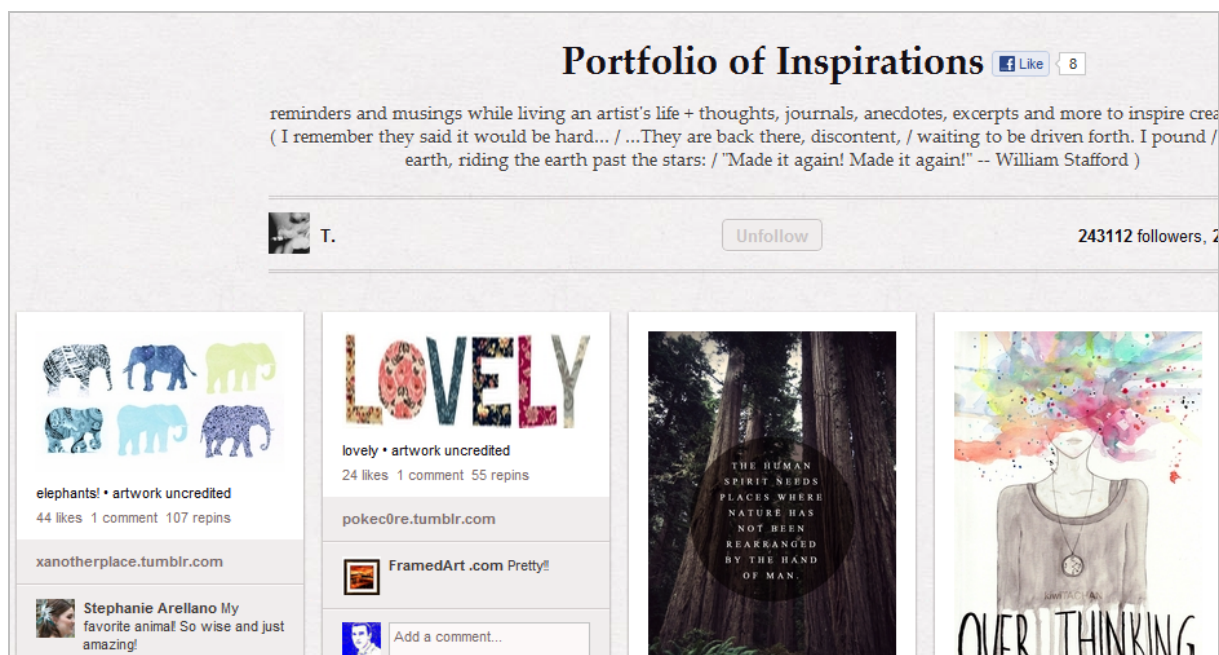 Portfolio of Inspirations
Like
8
reminders and musings while living an artist's life + thoughts, journals, anecdotes, excerpts and more to inspire
( I remember they said it would be hard... / ...They are back there, discontent, / waiting to be driven forth. I pound /
earth, riding the earth past the stars: / "Made it again! Made it again!" -- William Stafford )
T.
Unfollow
243112 followers,
elephants! • artwork uncredited
44 likes 1 comment 107 repins
xanotherplace.tumblr.com
Stephanie Arellano My
favorite animal! So wise and just
amazing!
LOVELY
lovely • artwork uncredited
24 likes 1 comment 55 repins
pokec0re.tumblr.com
FramedArt .com Pretty!!
Add a comment...
THE HUMAN
SPIRIT NEEDS
PLACES WHERE
NATURE HAS
NOT BEEN
REARRANGED
BY THE HAND
OF MAN.
kiwiTACHAN
OVER THINKING